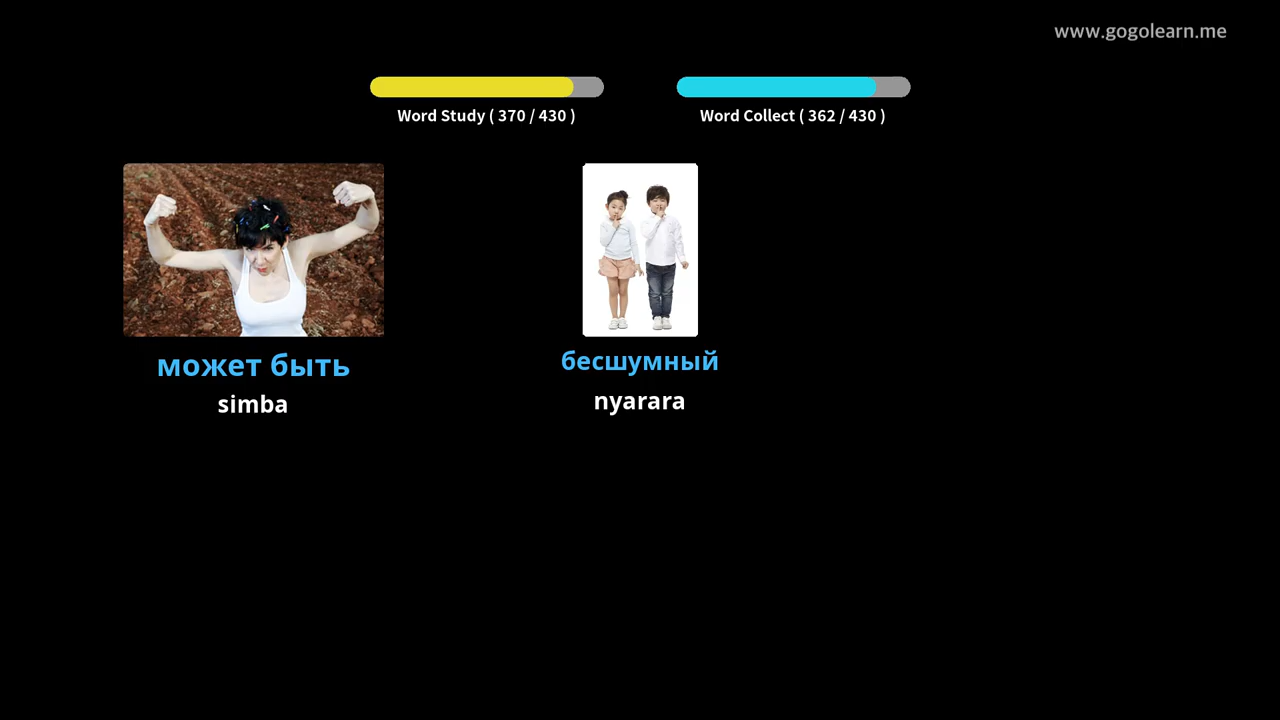 www.gogolearn.me
Word Study ( 370 / 430 )
Word Collect ( 362 / 430 )
может быть
simba
бесшумный
nyarara